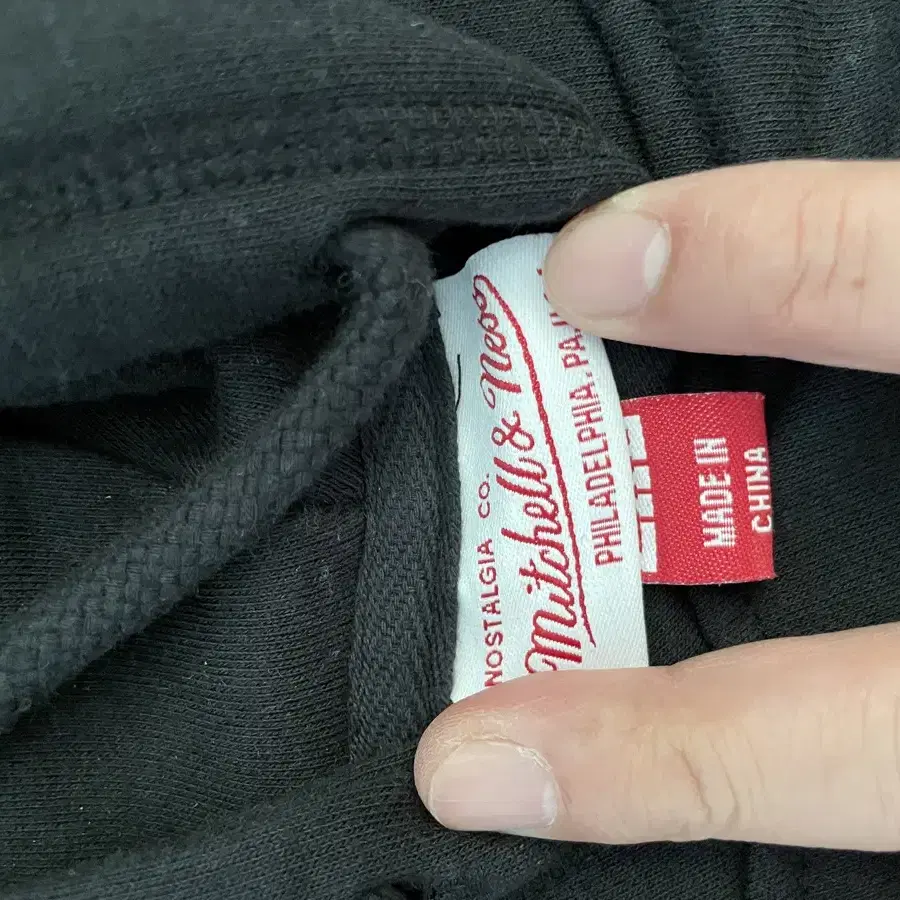 NOSTALGIA CO.
Mitchell & Ness
PHILADELPHIA, PA.
MADE IN
CHINA